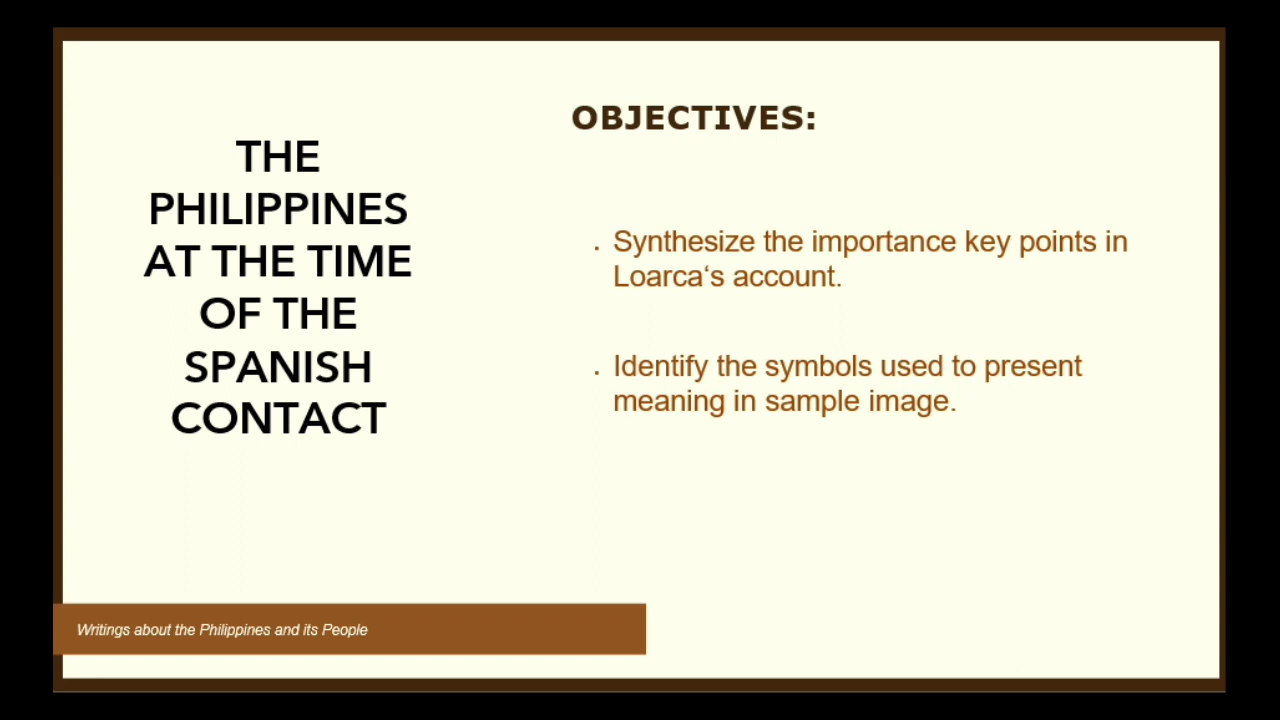 THE
PHILIPPINES
AT THE TIME
OF THE
SPANISH
CONTACT
OBJECTIVES:
. Synthesize the importance key points in
Loarca‘s account.
. Identify the symbols used to present
meaning in sample image.
Writings about the Philippines and its People